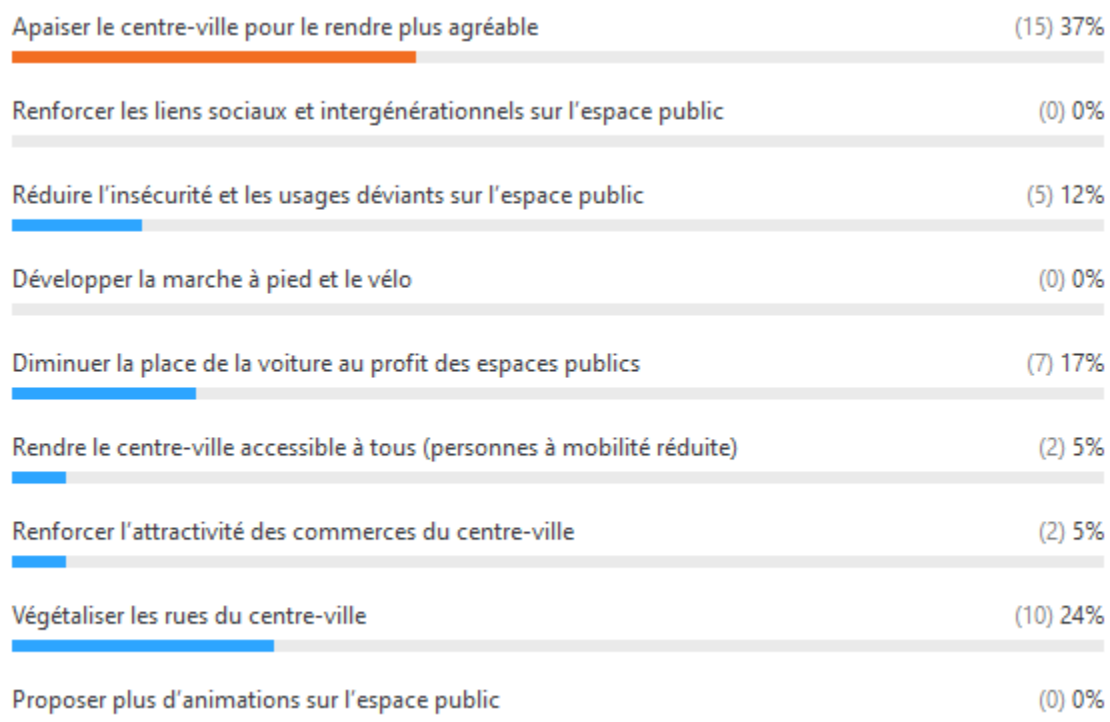 Apaiser le centre-ville pour le rendre plus agréable (15) 37%
Renforcer les liens sociaux et intergénérationnels sur l'espace public (0) 0%
Réduire l'insécurité et les usages déviants sur l'espace public (5) 12%
Développer la marche à pied et le vélo (0) 0%
Diminuer la place de la voiture au profit des espaces publics (7) 17%
Rendre le centre-ville accessible à tous (personnes à mobilité réduite) (2) 5%
Renforcer l'attractivité des commerces du centre-ville (2) 5%
Végétaliser les rues du centre-ville (10) 24%
Proposer plus d'animations sur l'espace public (0) 0%